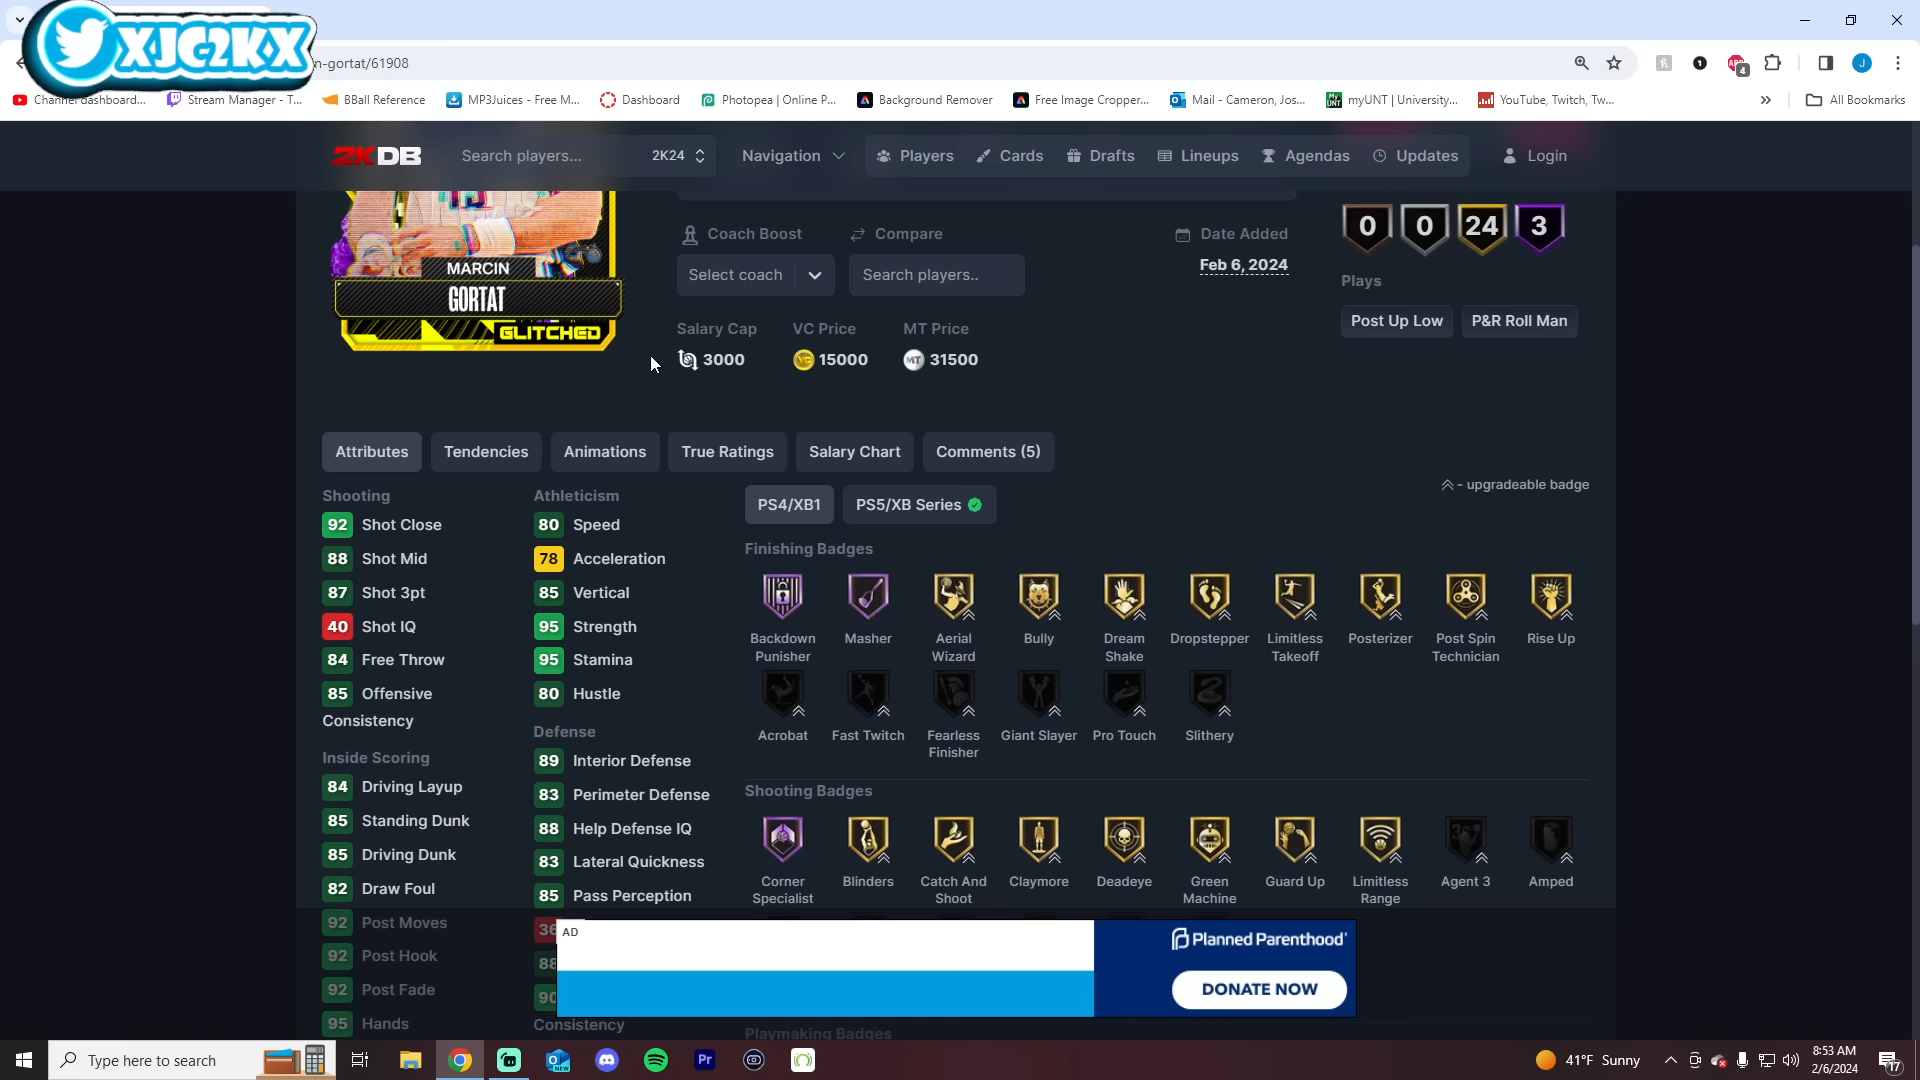 XJC2KX
n-gortat/61908
4
J
Channel dashboard...
Stream Manager - T...
BBall Reference
MP3Juices - Free M...
Dashboard
Photopea | Online P...
Background Remover
Free Image Cropper...
Mail - Cameron, Jos...
myUNT | University...
YouTube, Twitch, Tw...
All Bookmarks
2KDB
Search players...
2K24
Navigation
Players
Cards
Drafts
Lineups
Agendas
Updates
Login
MARCIN
GORTAT
GLITCHED
Coach Boost
Compare
Select coach
Search players..
Date Added
Feb 6, 2024
Salary Cap
VC Price
MT Price
3000
VC 15000
MT 31500
0 0 24 3
Plays
Post Up Low
P&R Roll Man
Attributes
Tendencies
Animations
True Ratings
Salary Chart
Comments (5)
- upgradeable badge
Shooting
92 Shot Close
88 Shot Mid
87 Shot 3pt
40 Shot IQ
84 Free Throw
85 Offensive
Consistency
Inside Scoring
84 Driving Layup
85 Standing Dunk
85 Driving Dunk
82 Draw Foul
92 Post Moves
92 Post Hook
92 Post Fade
95 Hands
Athleticism
80 Speed
78 Acceleration
85 Vertical
95 Strength
95 Stamina
80 Hustle
Defense
89 Interior Defense
83 Perimeter Defense
88 Help Defense IQ
83 Lateral Quickness
85 Pass Perception
36
88
90
Consistency
PS4/XB1
PS5/XB Series
Finishing Badges
Backdown
Punisher
Masher
Aerial
Wizard
Bully
Dream
Shake
Dropstepper
Limitless
Takeoff
Posterizer
Post Spin
Technician
Rise Up
Acrobat
Fast Twitch
Fearless
Finisher
Giant Slayer
Pro Touch
Slithery
Shooting Badges
Corner
Specialist
Blinders
Catch And
Shoot
Claymore
Deadeye
Green
Machine
Guard Up
Limitless
Range
Agent 3
Amped
AD
Planned Parenthood
DONATE NOW
Playmaking Badges
Type here to search
NEW
Pr
41°F Sunny
8:53 AM
2/6/2024
17